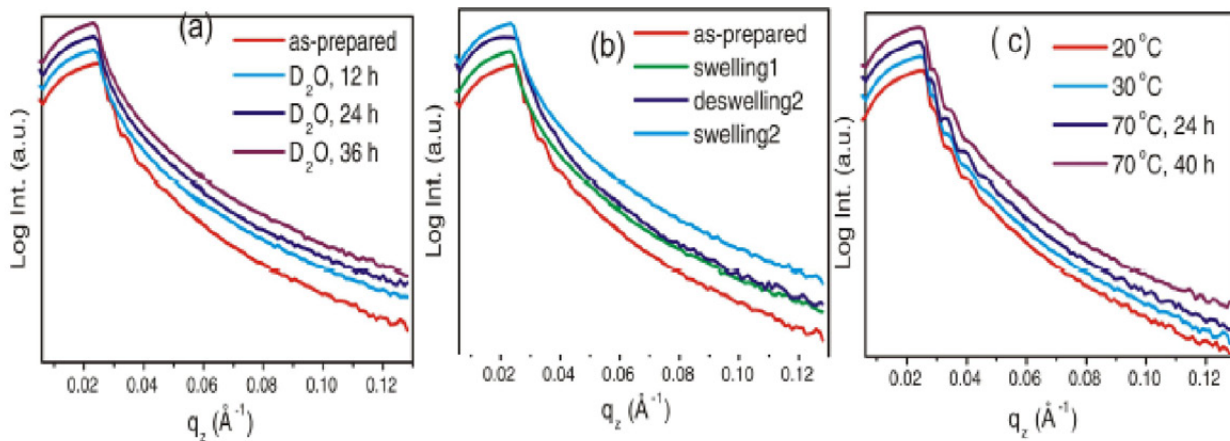 (a)
as-prepared
D₂O, 12 h
D₂O, 24 h
D₂O, 36 h
Log Int. (a.u.)
0.02 0.04 0.06 0.08 0.10 0.12
q_z (Å⁻¹)
(b)
as-prepared
swelling1
deswelling2
swelling2
Log Int. (a.u.)
0.02 0.04 0.06 0.08 0.10 0.12
q_z (Å⁻¹)
( c)
20 °C
30 °C
70 °C, 24 h
70 °C, 40 h
Log Int. (a.u.)
0.02 0.04 0.06 0.08 0.10 0.12
q_z (Å⁻¹)